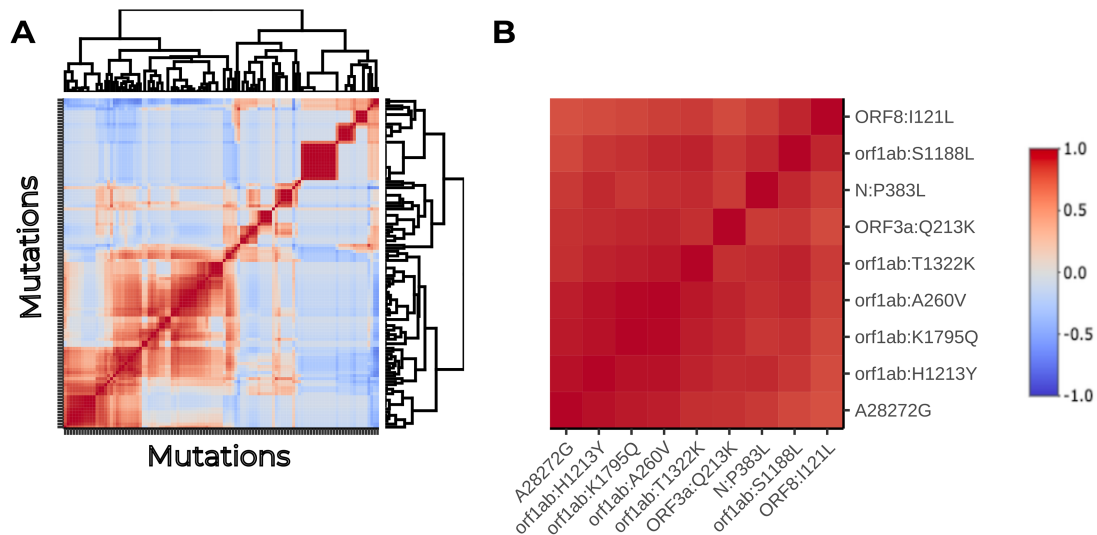 A
B
Mutations
Mutations
ORF8:I121L
orf1ab:S1188L
N:P383L
ORF3a:Q213K
orf1ab:T1322K
orf1ab:A260V
orf1ab:K1795Q
orf1ab:H1213Y
A28272G
A28272G
orf1ab:H1213Y
orf1ab:K1795Q
orf1ab:A260V
orf1ab:T1322K
ORF3a:Q213K
N:P383L
orf1ab:S1188L
ORF8:I121L
1.0
0.5
0.0
-0.5
-1.0